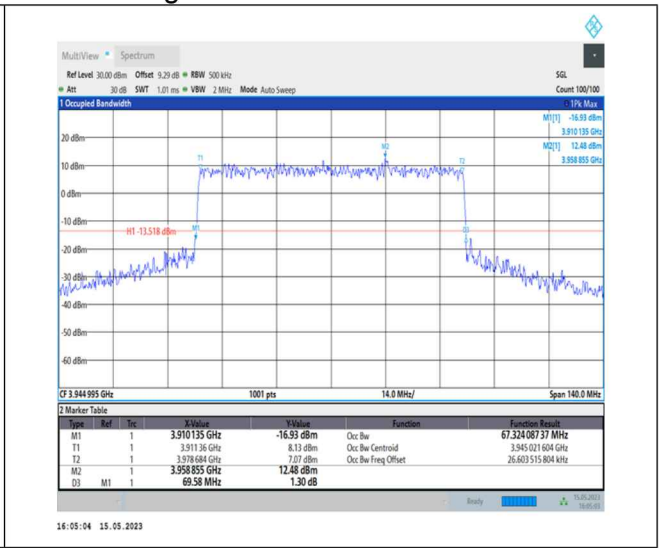 MultiView Spectrum
Ref Level 30.00 dBm Offset 9.29 dB RBW 500 kHz SGL
Att 30 dB SWT 1.01 ms VBW 2 MHz Mode Auto Sweep Count 100/100
1 Occupied Bandwidth 1Pk Max
M1[1] -16.93 dBm
3.910 135 GHz
20 dBm
M2[1] 12.48 dBm
3.958 855 GHz
M2
T1 T2
10 dBm
0 dBm
-10 dBm
H1 -13.518 dBm M1 D3
-20 dBm
-30 dBm
-40 dBm
-50 dBm
-60 dBm
CF 3.944 995 GHz 1001 pts 14.0 MHz/ Span 140.0 MHz
2 Marker Table
Type Ref Trc X-Value Y-Value Function Function Result
M1 1 3.910 135 GHz -16.93 dBm Occ Bw 67.324 087 37 MHz
T1 1 3.911 36 GHz 8.13 dBm Occ Bw Centroid 3.945 021 604 GHz
T2 1 3.978 684 GHz 7.07 dBm Occ Bw Freq Offset 26.603 515 804 kHz
M2 1 3.958 855 GHz 12.48 dBm
D3 M1 1 69.58 MHz 1.30 dB
Ready 15.05.2023
16:05:03
16:05:04 15.05.2023